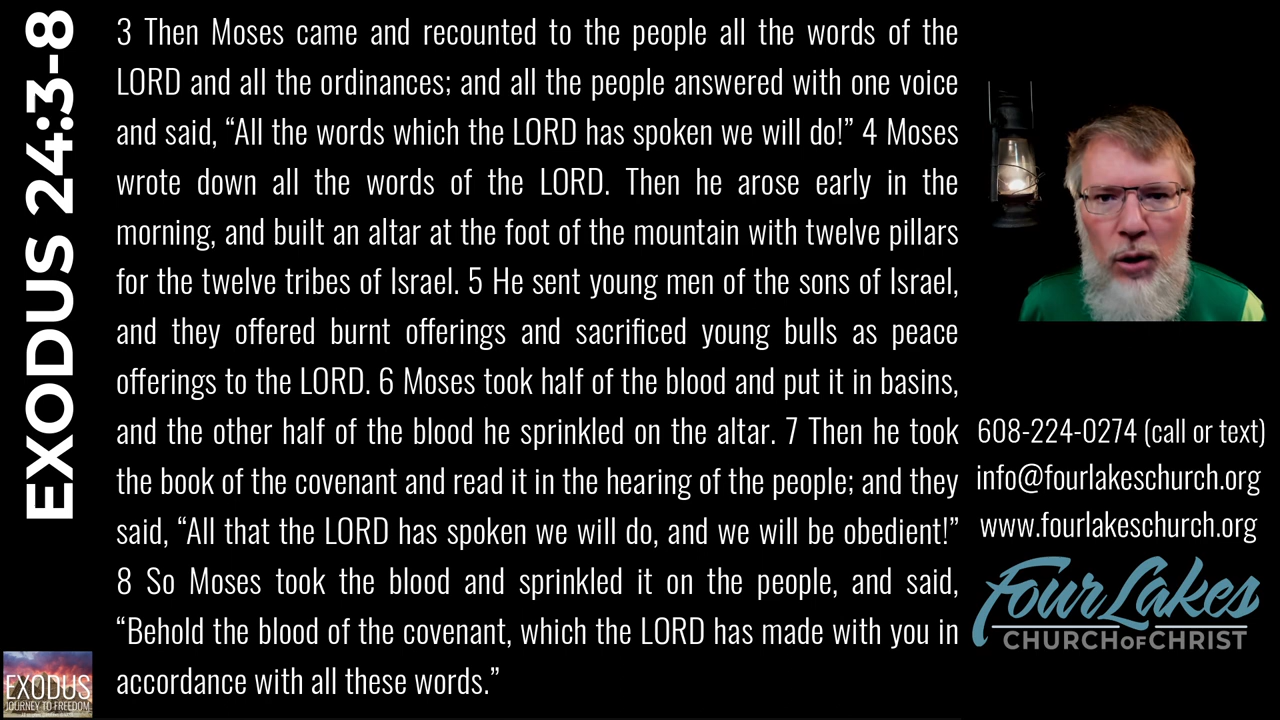 EXODUS 24:3-8
3 Then Moses came and recounted to the people all the words of the
LORD and all the ordinances; and all the people answered with one voice
and said, “All the words which the LORD has spoken we will do!” 4 Moses
wrote down all the words of the LORD. Then he arose early in the
morning, and built an altar at the foot of the mountain with twelve pillars
for the twelve tribes of Israel. 5 He sent young men of the sons of Israel,
and they offered burnt offerings and sacrificed young bulls as peace
offerings to the LORD. 6 Moses took half of the blood and put it in basins,
and the other half of the blood he sprinkled on the altar. 7 Then he took
the book of the covenant and read it in the hearing of the people; and they
said, “All that the LORD has spoken we will do, and we will be obedient!”
8 So Moses took the blood and sprinkled it on the people, and said,
“Behold the blood of the covenant, which the LORD has made with you in
accordance with all these words.”
608-224-0274 (call or text)
info@fourlakeschurch.org
www.fourlakeschurch.org
Four Lakes
CHURCH OF CHRIST
EXODUS
JOURNEY TO FREEDOM